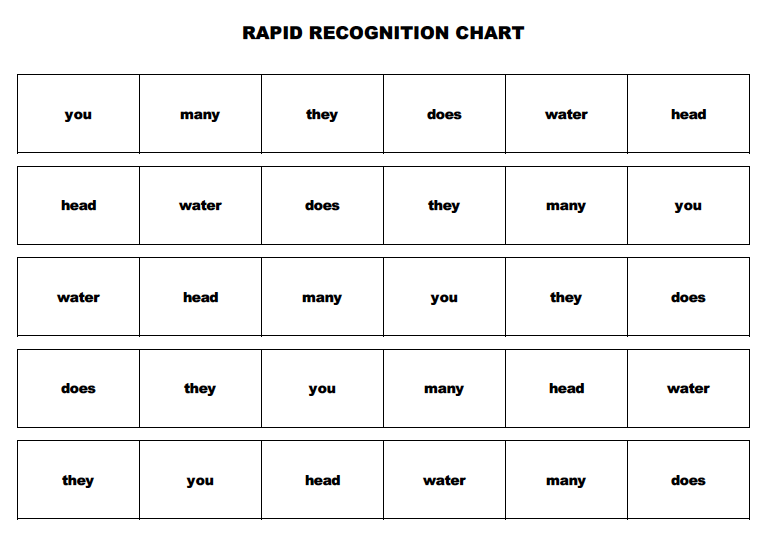 RAPID RECOGNITION CHART
you many they does water head
head water does they many you
water head many you they does
does they you many head water
they you head water many does